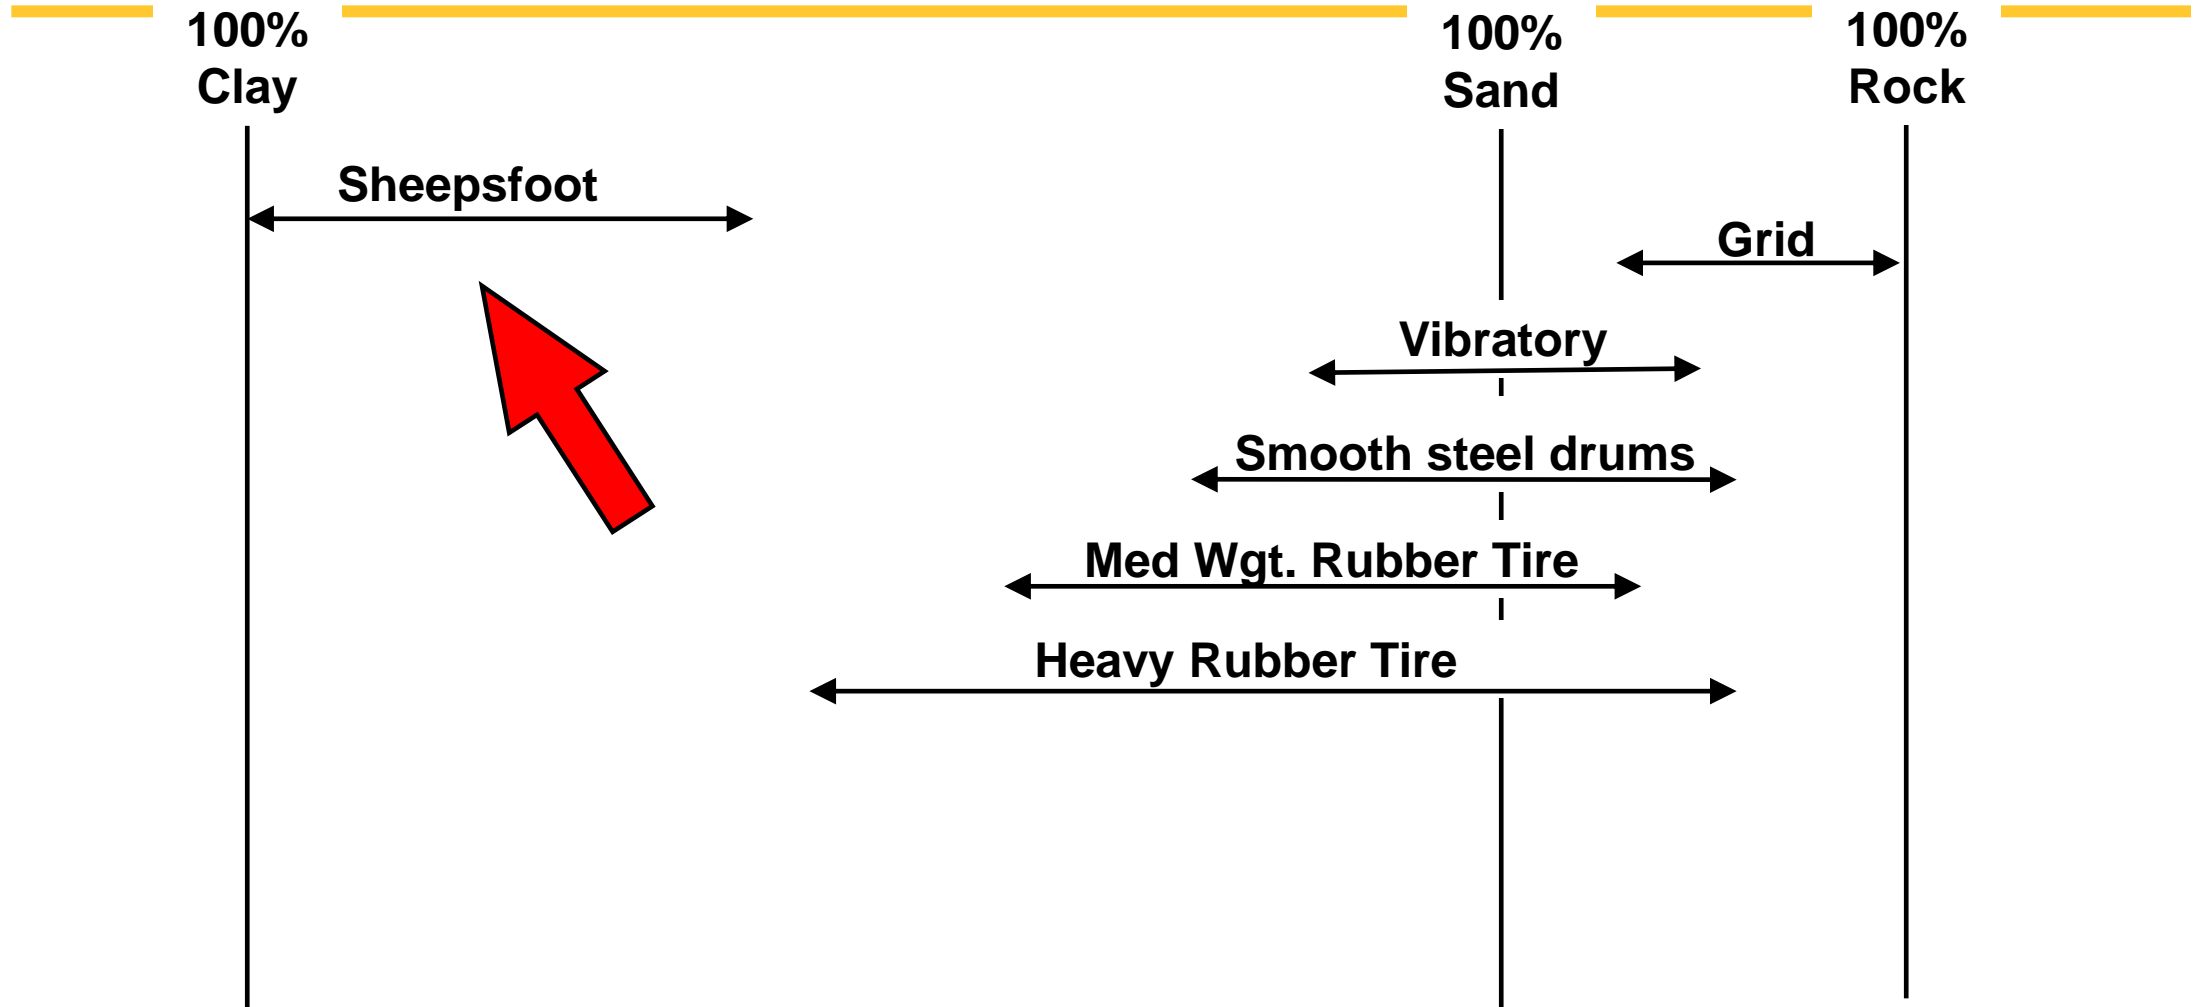 100%
Clay
100%
Sand
100%
Rock
Sheepsfoot
Grid
Vibratory
Smooth steel drums
Med Wgt. Rubber Tire
Heavy Rubber Tire